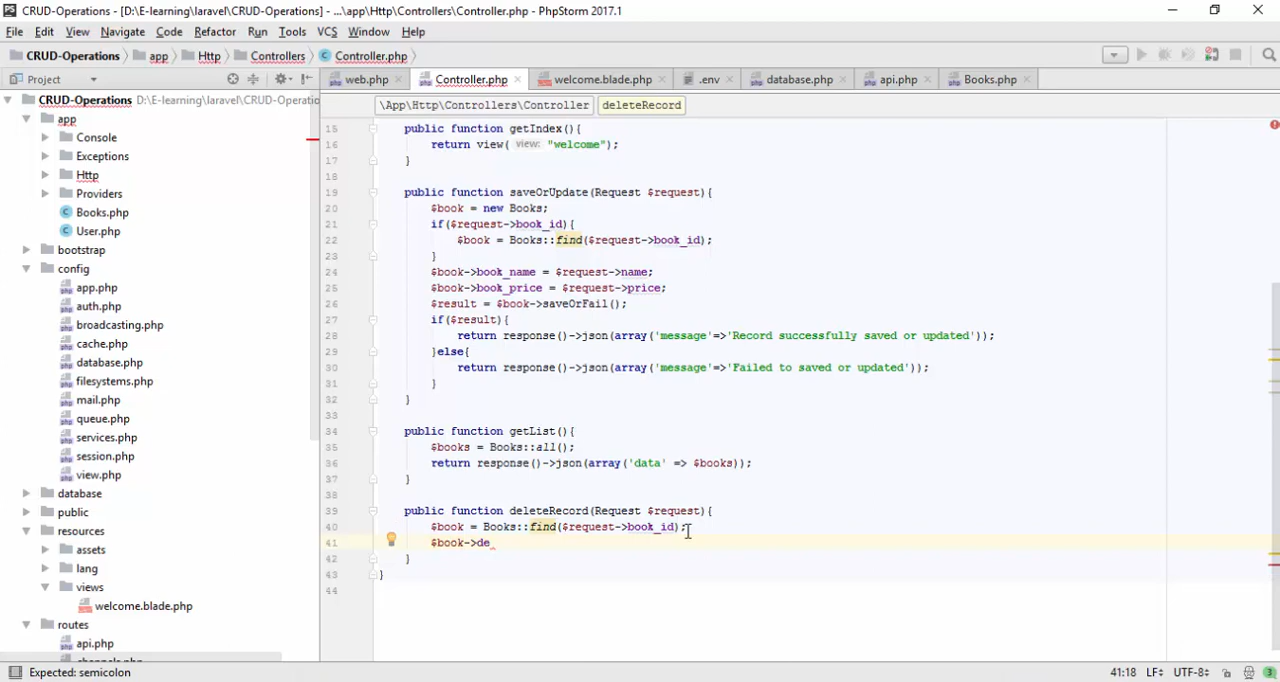 CRUD-Operations - [D:\E-learning\laravel\CRUD-Operations] - ...\app\Http\Controllers\Controller.php - PhpStorm 2017.1
File Edit View Navigate Code Refactor Run Tools VCS Window Help
CRUD-Operations app Http Controllers Controller.php
Project web.php Controller.php welcome.blade.php .env database.php api.php Books.php
CRUD-Operations D:\E-learning\laravel\CRUD-Operatio
app
Console
Exceptions
Http
Providers
Books.php
User.php
bootstrap
config
app.php
auth.php
broadcasting.php
cache.php
database.php
filesystems.php
mail.php
queue.php
services.php
session.php
view.php
database
public
resources
assets
lang
views
welcome.blade.php
routes
api.php
channels.php
\App\Http\Controllers\Controller deleteRecord
15 public function getIndex(){
16 return view( view: "welcome");
17 }
18
19 public function saveOrUpdate(Request $request){
20 $book = new Books;
21 if($request->book_id){
22 $book = Books::find($request->book_id);
23 }
24 $book->book_name = $request->name;
25 $book->book_price = $request->price;
26 $result = $book->saveOrFail();
27 if($result){
28 return response()->json(array('message'=>'Record successfully saved or updated'));
29 }else{
30 return response()->json(array('message'=>'Failed to saved or updated'));
31 }
32 }
33
34 public function getList(){
35 $books = Books::all();
36 return response()->json(array('data' => $books));
37 }
38
39 public function deleteRecord(Request $request){
40 $book = Books::find($request->book_id);
41 $book->de
42 }
43 }
44
Expected: semicolon 41:18 LF UTF-8 3